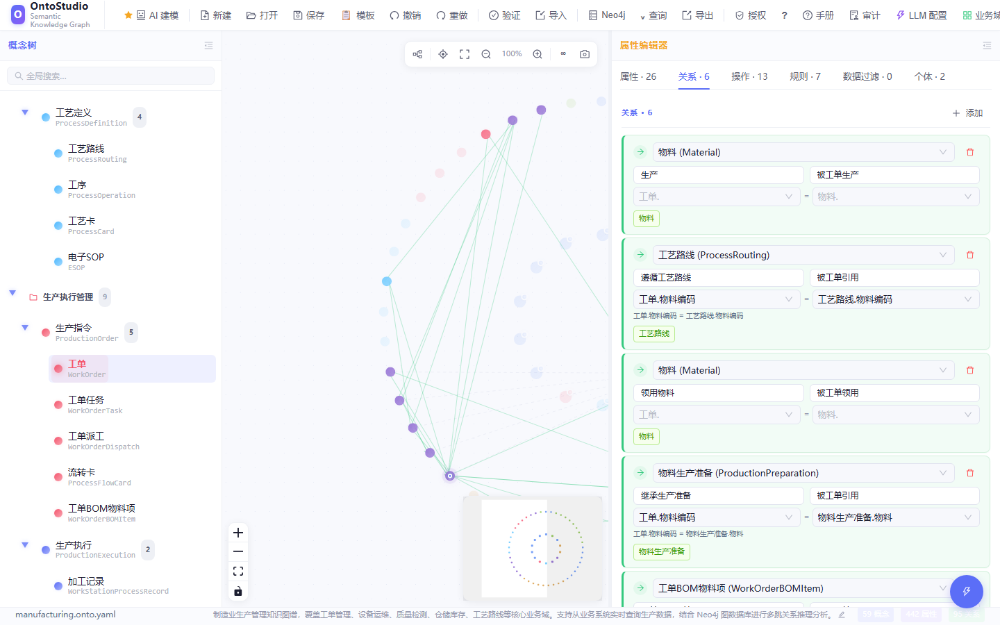 O
OntoStudio
Semantic
Knowledge Graph
AI 建模
新建
打开
保存
模板
撤销
重做
验证
导入
Neo4j
查询
导出
授权
?
手册
审计
LLM 配置
业务域
概念树
全局搜索...
工艺定义
ProcessDefinition
4
工艺路线
ProcessRouting
工序
ProcessOperation
工艺卡
ProcessCard
电子SOP
ESOP
生产执行管理
9
生产指令
ProductionOrder
5
工单
WorkOrder
工单任务
WorkOrderTask
工单派工
WorkOrderDispatch
流转卡
ProcessFlowCard
工单BOM物料项
WorkOrderBOMItem
生产执行
ProductionExecution
2
加工记录
WorkStationProcessRecord
100%
属性编辑器
属性 · 26
关系 · 6
操作 · 13
规则 · 7
数据过滤 · 0
个体 · 2
关系 • 6
添加
物料 (Material)
生产
被工单生产
工单.
=
物料.
物料
工艺路线 (ProcessRouting)
遵循工艺路线
被工单引用
工单.物料编码
=
工艺路线.物料编码
工单.物料编码 = 工艺路线.物料编码
工艺路线
物料 (Material)
领用物料
被工单领用
工单.
=
物料.
物料
物料生产准备 (ProductionPreparation)
继承生产准备
被工单引用
工单.物料编码
=
物料生产准备.物料
工单.物料编码 = 物料生产准备.物料
物料生产准备
工单BOM物料项 (WorkOrderBOMItem)
manufacturing.onto.yaml
制造业生产管理知识图谱，覆盖工单管理、设备运维、质量检测、仓储库存、工艺路线等核心业务域。支持从业务系统实时查询生产数据，结合 Neo4j 图数据库进行多跳关系推理分析。
59 概念
442 属性